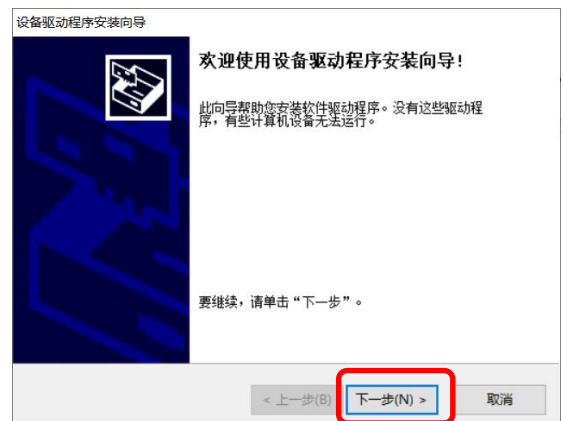 设备驱动程序安装向导
欢迎使用设备驱动程序安装向导!
此向导帮助您安装软件驱动程序。没有这些驱动程
序，有些计算机设备无法运行。
要继续，请单击“下一步”。
< 上一步(B)
下一步(N) >
取消